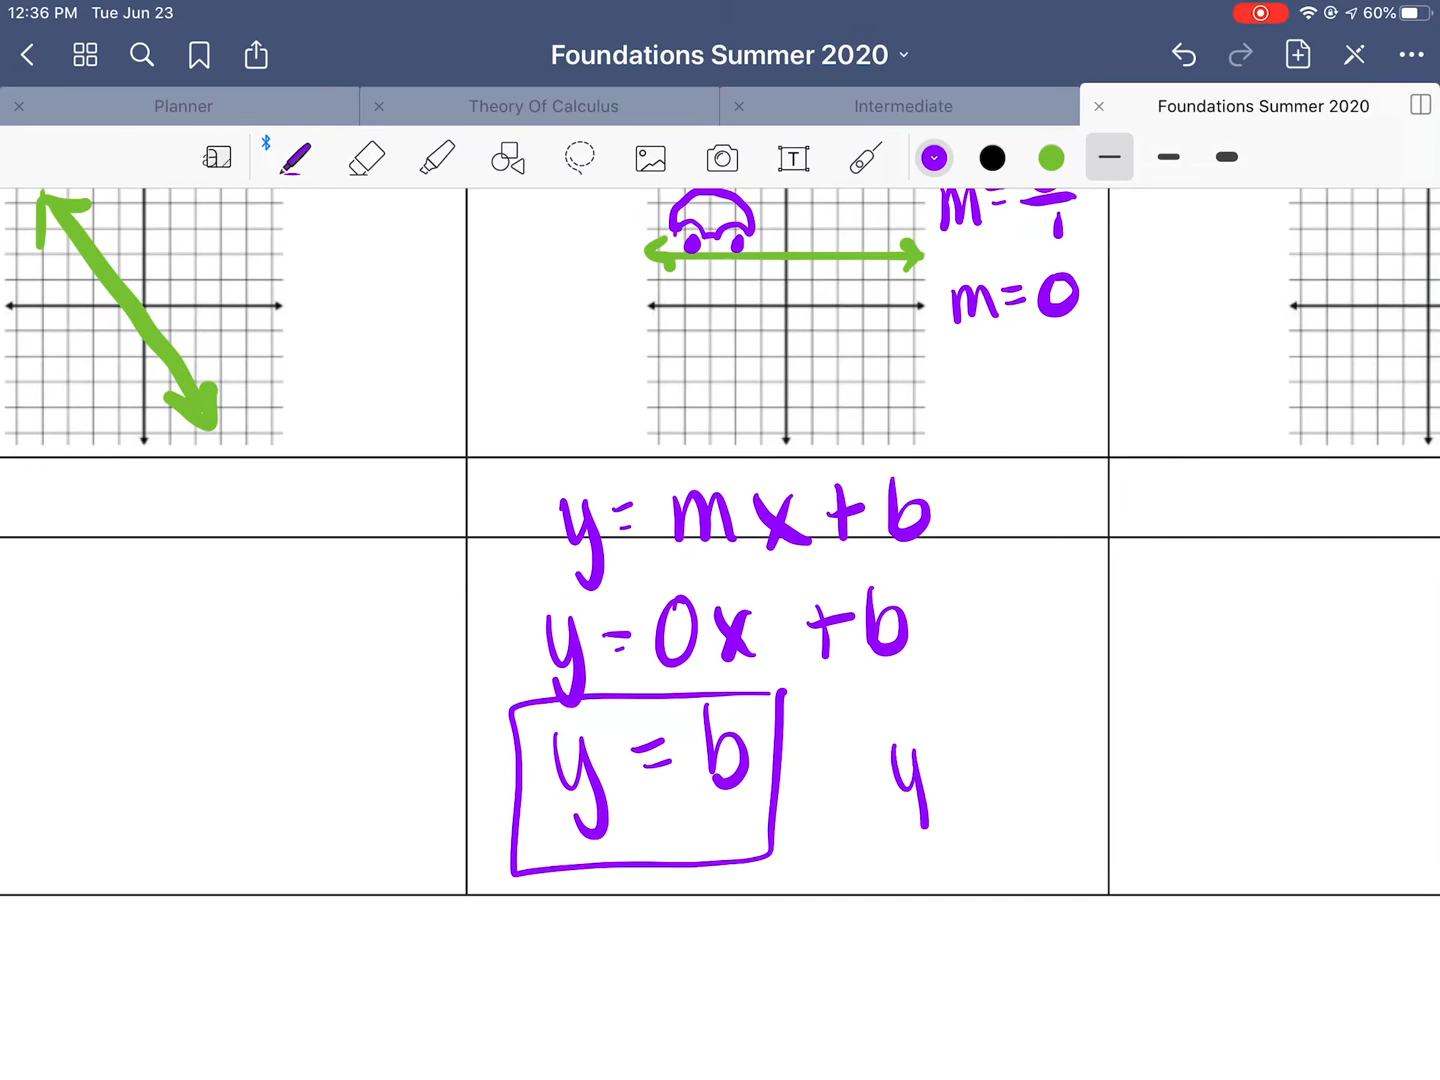 12:36 PM Tue Jun 23
60%
Foundations Summer 2020
Planner
Theory Of Calculus
Intermediate
Foundations Summer 2020
T
m=
1
m=0
y=mx+b
y=0x+b
y=b
y